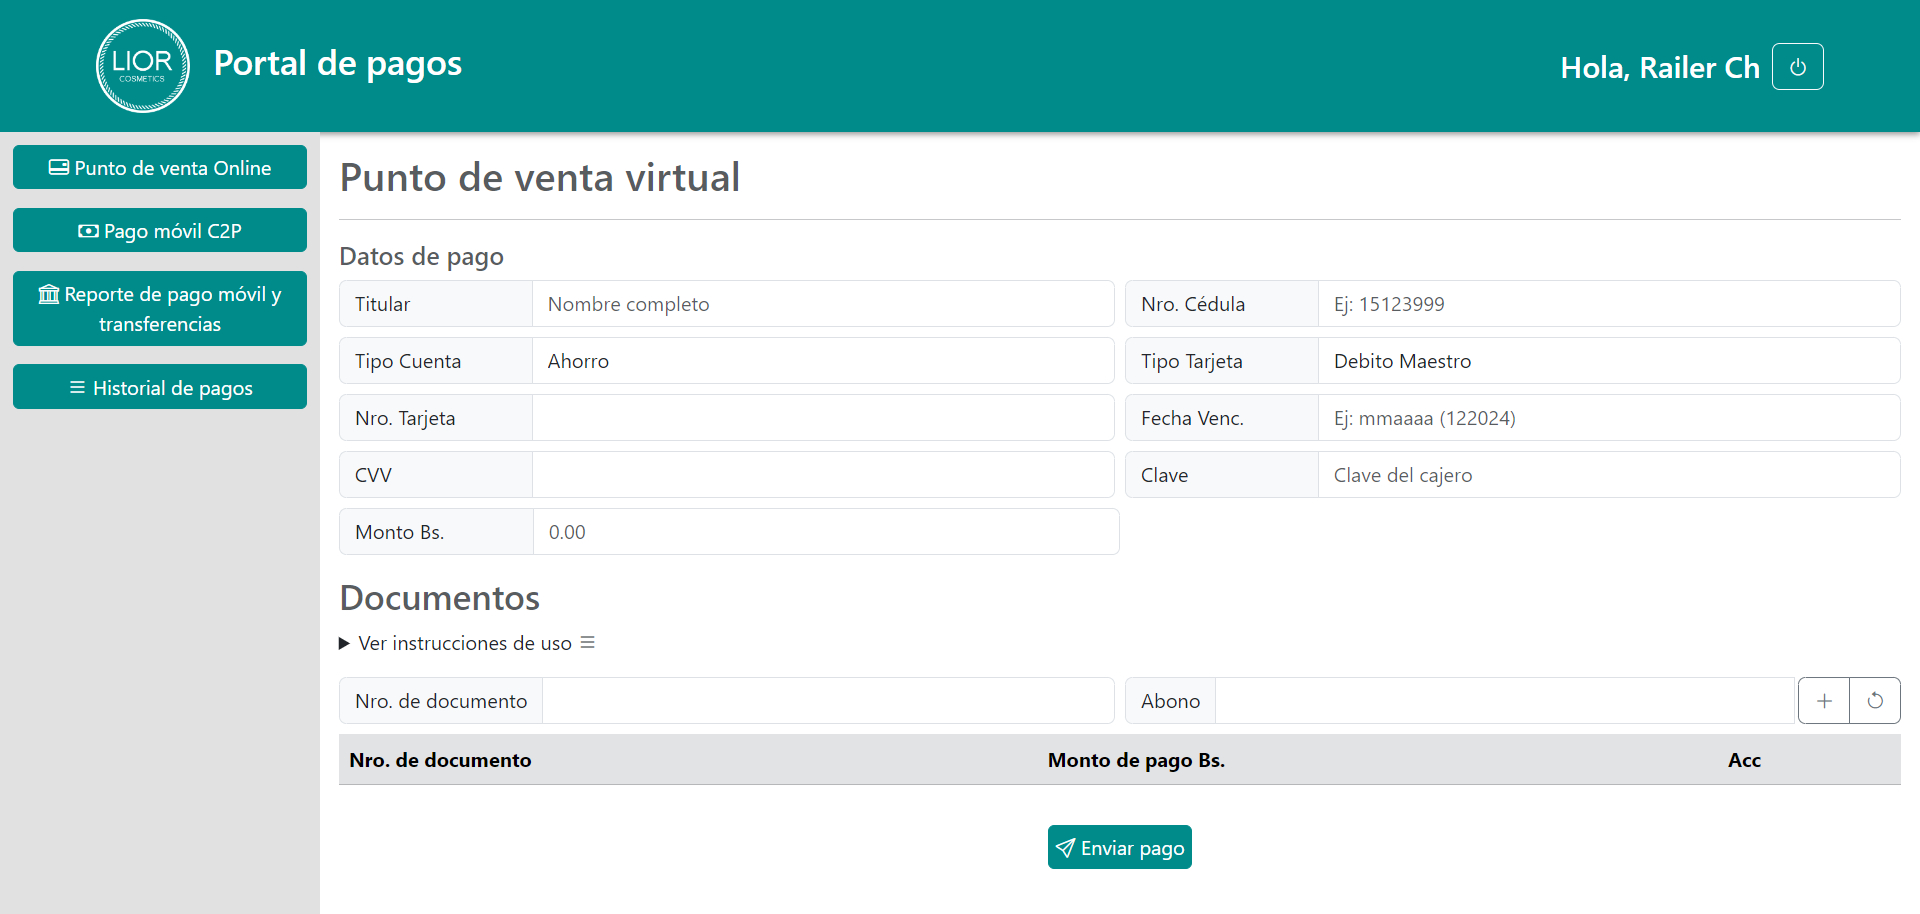 LIOR
COSMETICS
Portal de pagos
Hola, Railer Ch
Punto de venta Online
Pago móvil C2P
Reporte de pago móvil y
transferencias
Historial de pagos
Punto de venta virtual
Datos de pago
Titular Nombre completo Nro. Cédula Ej: 15123999
Tipo Cuenta Ahorro Tipo Tarjeta Debito Maestro
Nro. Tarjeta Fecha Venc. Ej: mmaaaa (122024)
CVV Clave Clave del cajero
Monto Bs. 0.00
Documentos
Ver instrucciones de uso
Nro. de documento Abono
Nro. de documento Monto de pago Bs. Acc
Enviar pago